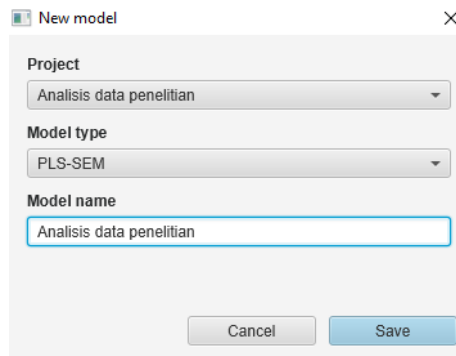 New model
Project
Analisis data penelitian
Model type
PLS-SEM
Model name
Analisis data penelitian
Cancel Save